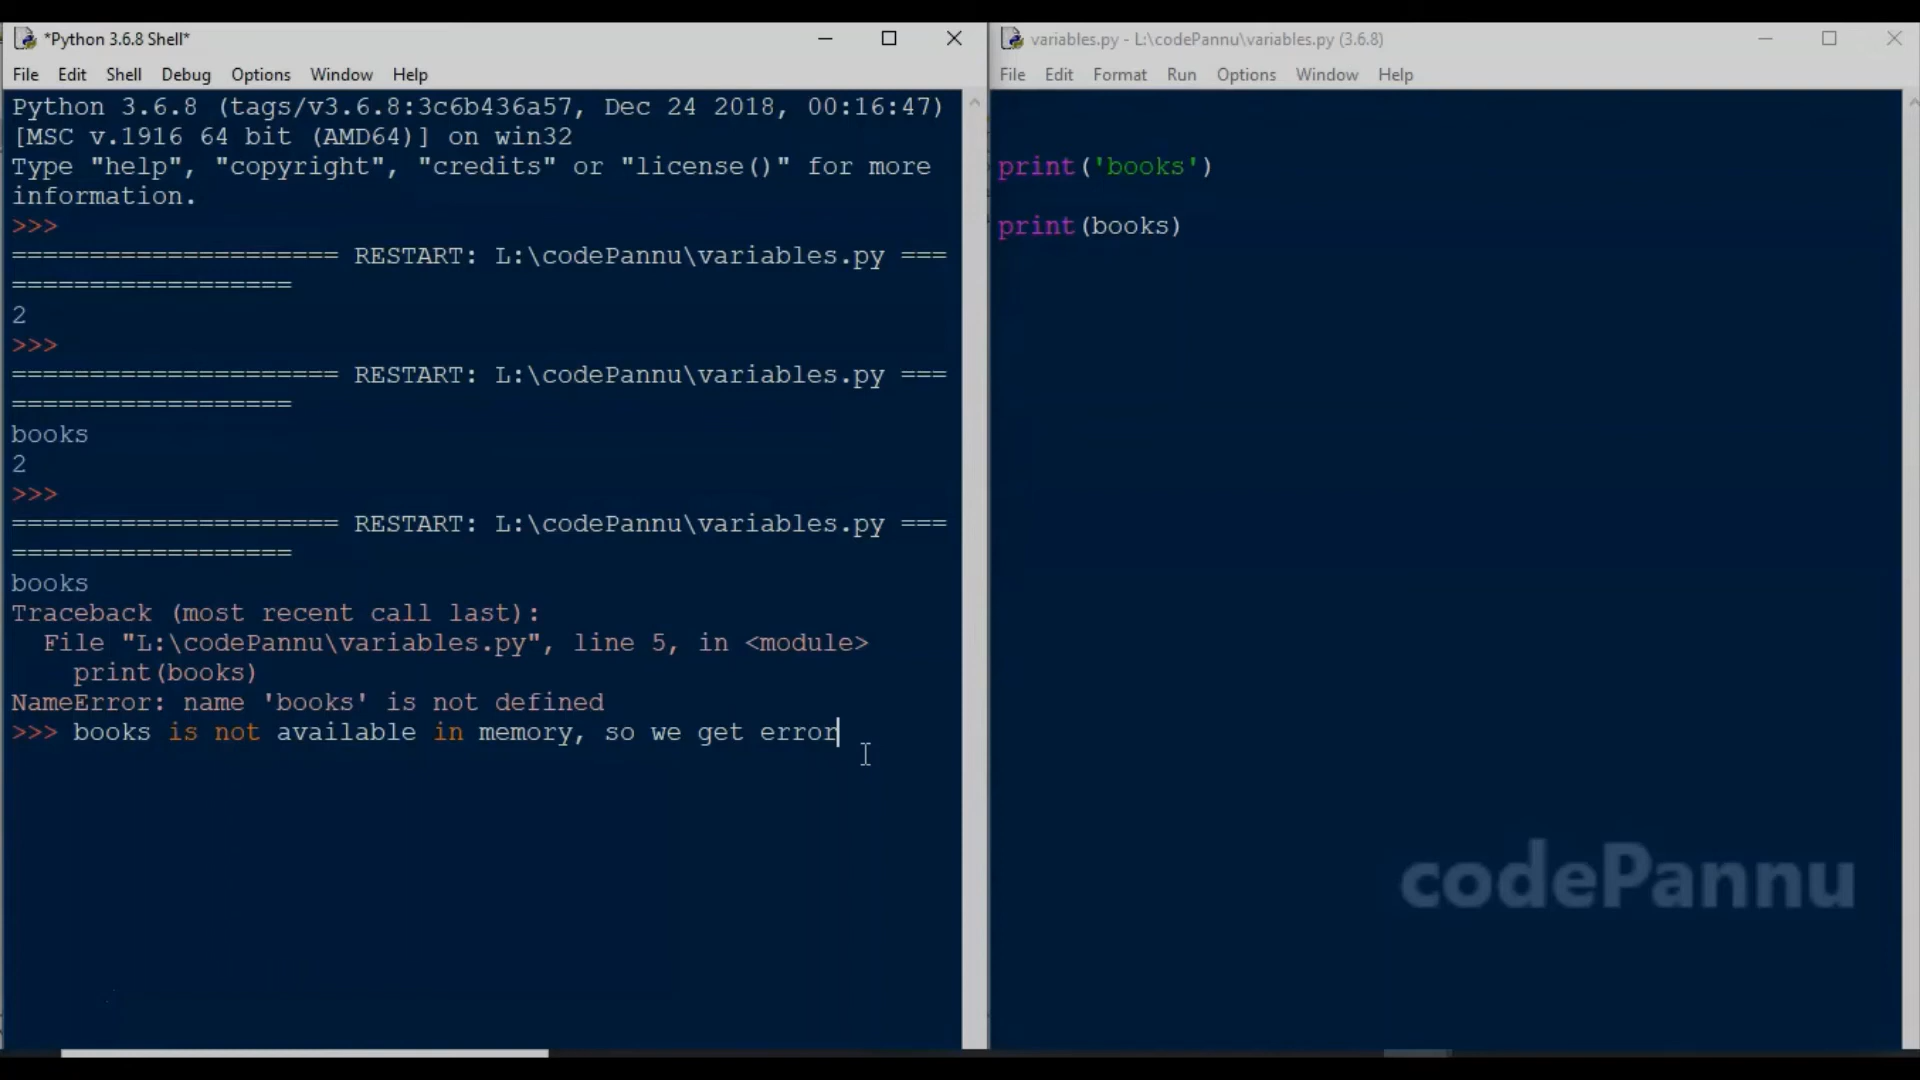 *Python 3.6.8 Shell*
File Edit Shell Debug Options Window Help
Python 3.6.8 (tags/v3.6.8:3c6b436a57, Dec 24 2018, 00:16:47)
[MSC v.1916 64 bit (AMD64)] on win32
Type "help", "copyright", "credits" or "license()" for more
information.
>>>
===================== RESTART: L:\codePannu\variables.py ===
==================
2
>>>
===================== RESTART: L:\codePannu\variables.py ===
==================
books
2
>>>
===================== RESTART: L:\codePannu\variables.py ===
==================
books
Traceback (most recent call last):
  File "L:\codePannu\variables.py", line 5, in <module>
    print(books)
NameError: name 'books' is not defined
>>> books is not available in memory, so we get error
variables.py - L:\codePannu\variables.py (3.6.8)
File Edit Format Run Options Window Help
print('books')
print(books)
codePannu